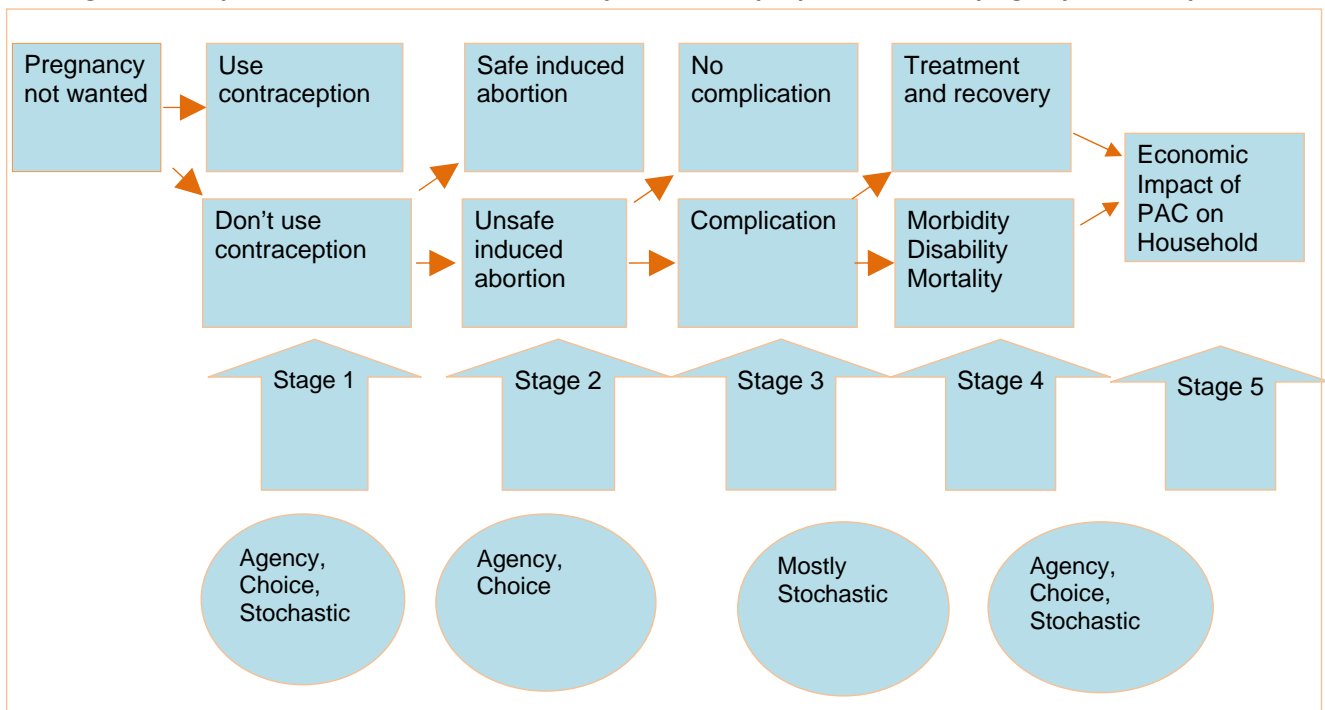 Pregnancy
not wanted
Use
contraception
Safe induced
abortion
No
complication
Treatment
and recovery
Economic
Impact of
PAC on
Household
Don’t use
contraception
Unsafe
induced
abortion
Complication
Morbidity
Disability
Mortality
Stage 1
Stage 2
Stage 3
Stage 4
Stage 5
Agency,
Choice,
Stochastic
Agency,
Choice
Mostly
Stochastic
Agency,
Choice,
Stochastic